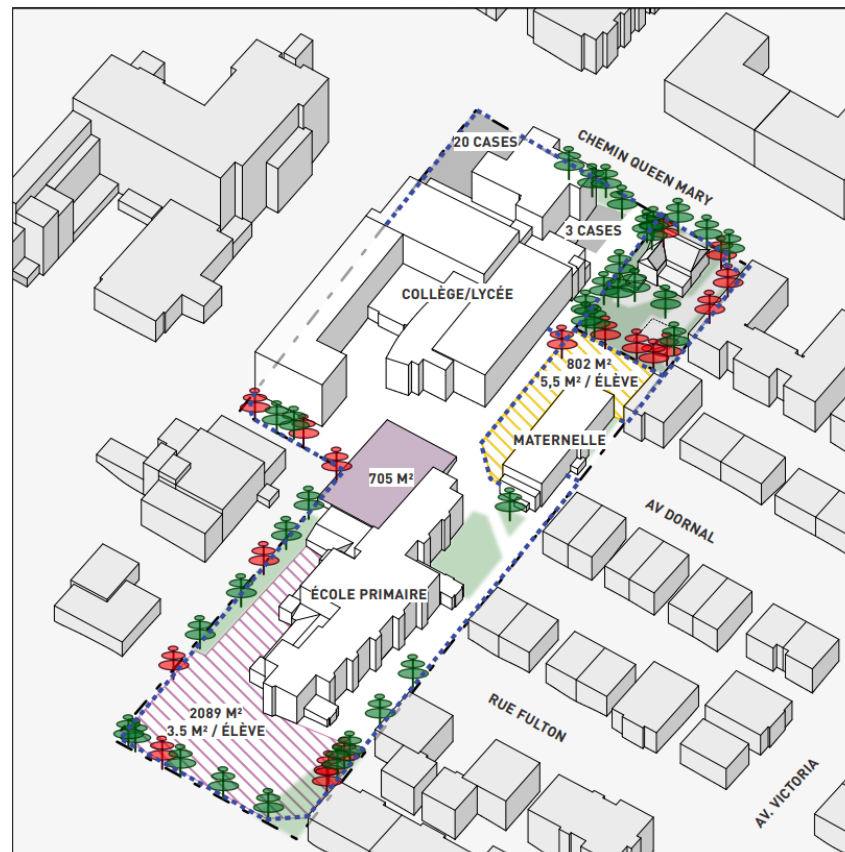 20 CASES
CHEMIN QUEEN MARY
3 CASES
COLLÈGE/LYCÉE
802 M²
5,5 M² / ÉLÈVE
MATERNELLE
705 M²
AV DORNAL
ÉCOLE PRIMAIRE
RUE FULTON
2089 M²
3.5 M² / ÉLÈVE
AV. VICTORIA